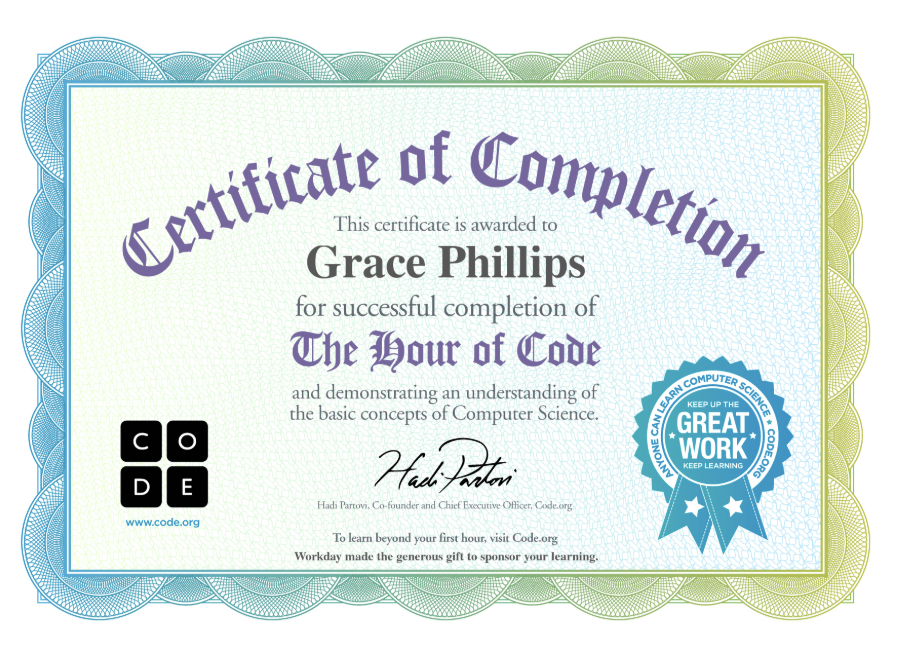 Certificate of Completion
This certificate is awarded to
Grace Phillips
for successful completion of
The Hour of Code
and demonstrating an understanding of
the basic concepts of Computer Science.
Hadi Partovi
Hadi Partovi, Co-founder and Chief Executive Officer, Code.org
To learn beyond your first hour, visit Code.org
Workday made the generous gift to sponsor your learning.
C O
D E
www.code.org
ANYONE CAN LEARN COMPUTER SCIENCE ★ CODE.ORG ★
KEEP UP THE
GREAT
WORK
KEEP LEARNING